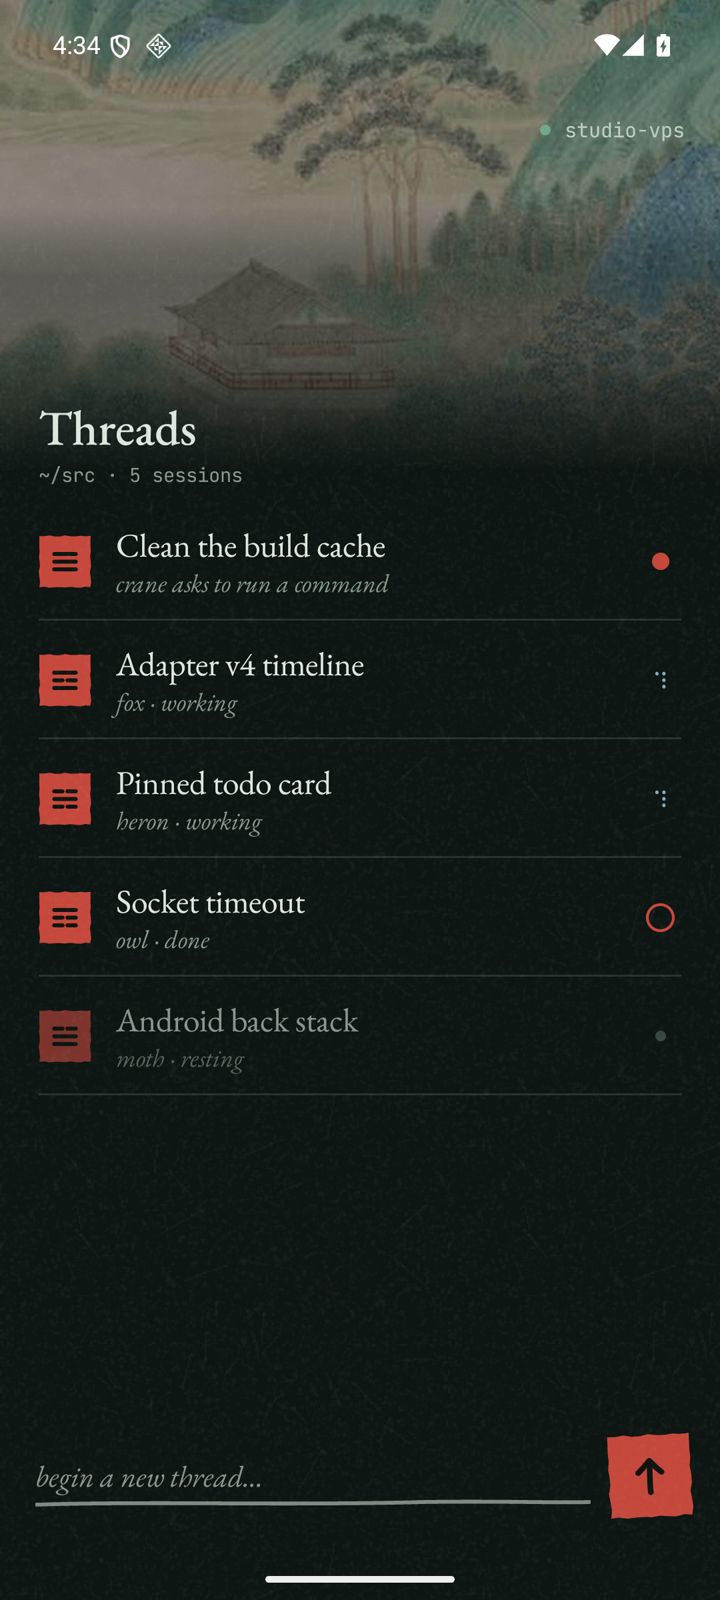 4:34
studio-vps
Threads
~/src · 5 sessions
Clean the build cache
crane asks to run a command
Adapter v4 timeline
fox · working
Pinned todo card
heron · working
Socket timeout
owl · done
Android back stack
moth · resting
begin a new thread...